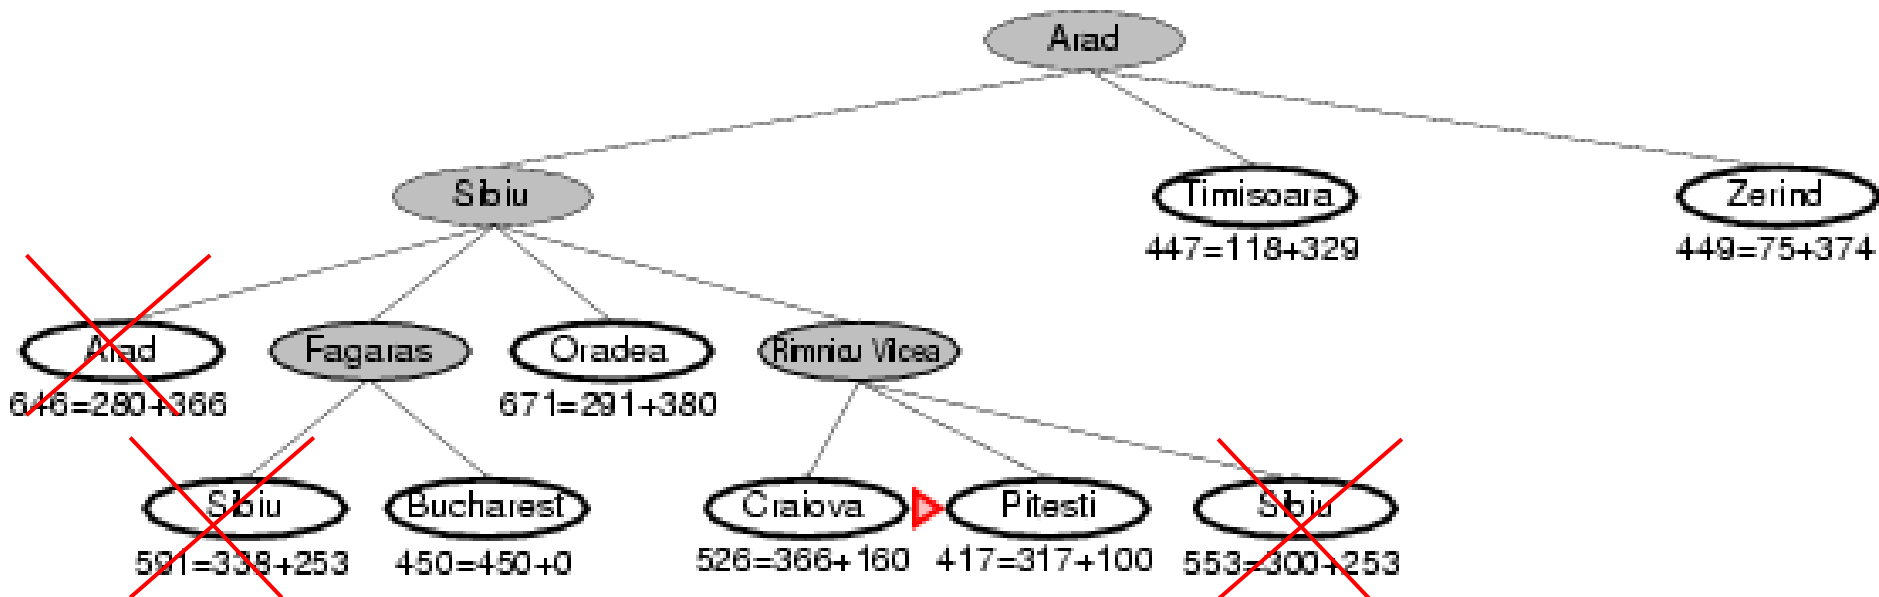 Arad
Sibiu
Timisoara
Zerind
447=118+329
449=75+374
Arad
Fagaras
Oradea
Rimnicu Vilcea
646=280+366
671=291+380
Sibiu
Bucharest
Craiova
Pitesti
Sibiu
591=338+253
450=450+0
526=366+160
417=317+100
553=300+253